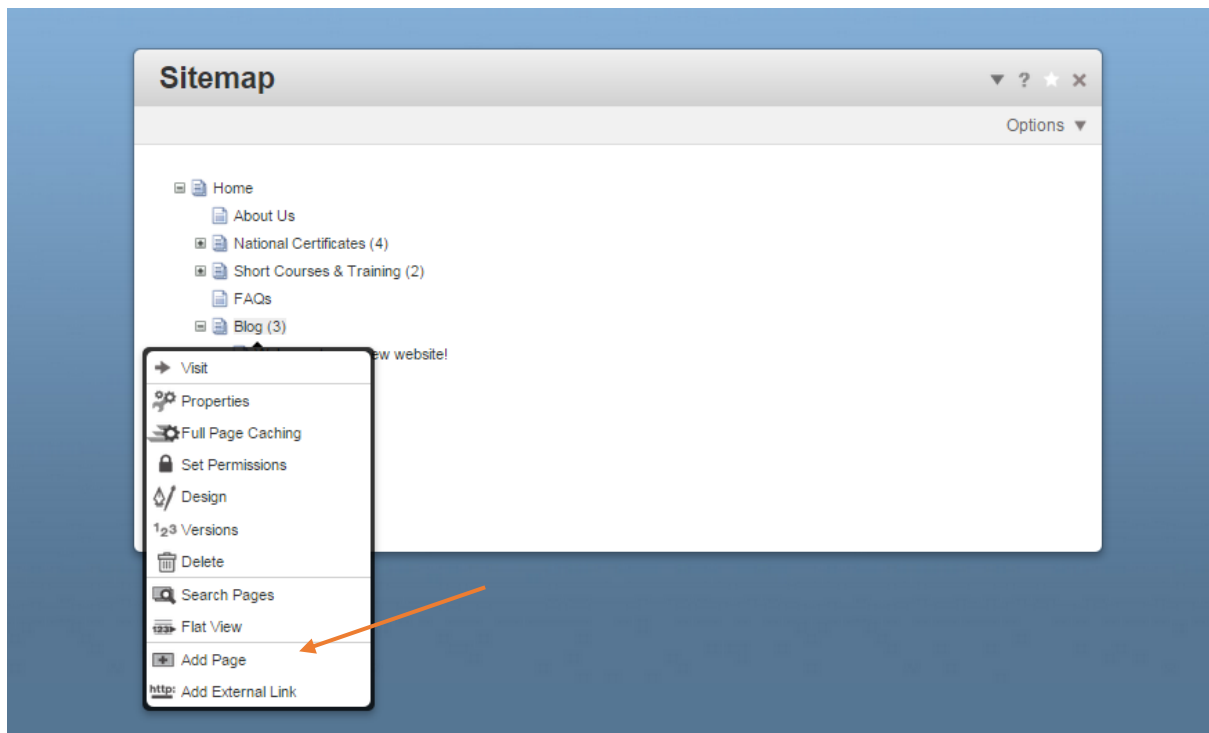 Sitemap
?
Options
Home
About Us
National Certificates (4)
Short Courses & Training (2)
FAQs
Blog (3)
ew website!
Visit
Properties
Full Page Caching
Set Permissions
Design
123 Versions
Delete
Search Pages
123 Flat View
Add Page
http: Add External Link